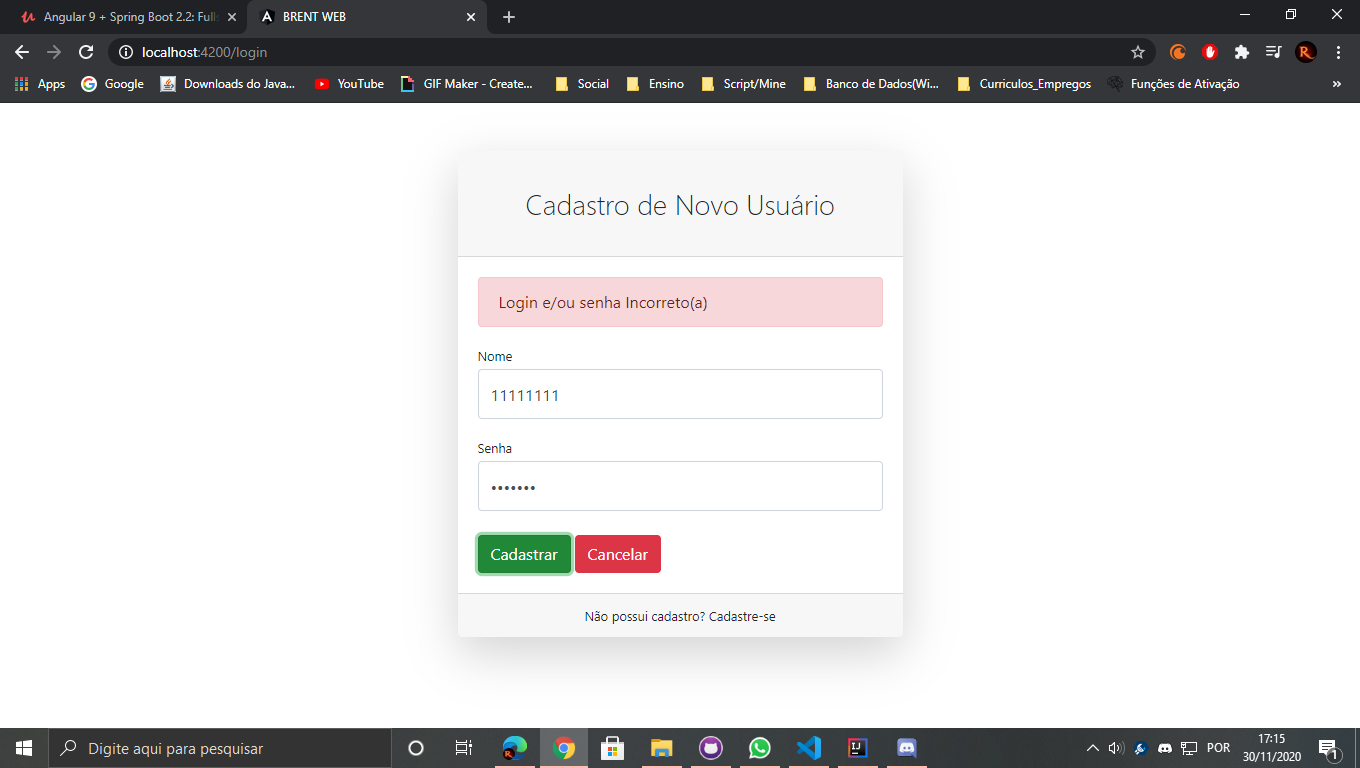 Angular 9 + Spring Boot 2.2: Full
BRENT WEB
localhost:4200/login
Apps
Google
Downloads do Java...
YouTube
GIF Maker - Create...
Social
Ensino
Script/Mine
Banco de Dados(Wi...
Curriculos_Empregos
Funções de Ativação
»
Cadastro de Novo Usuário
Login e/ou senha Incorreto(a)
Nome
11111111
Senha
•••••••
Cadastrar
Cancelar
Não possui cadastro? Cadastre-se
Digite aqui para pesquisar
POR
17:15
30/11/2020
1